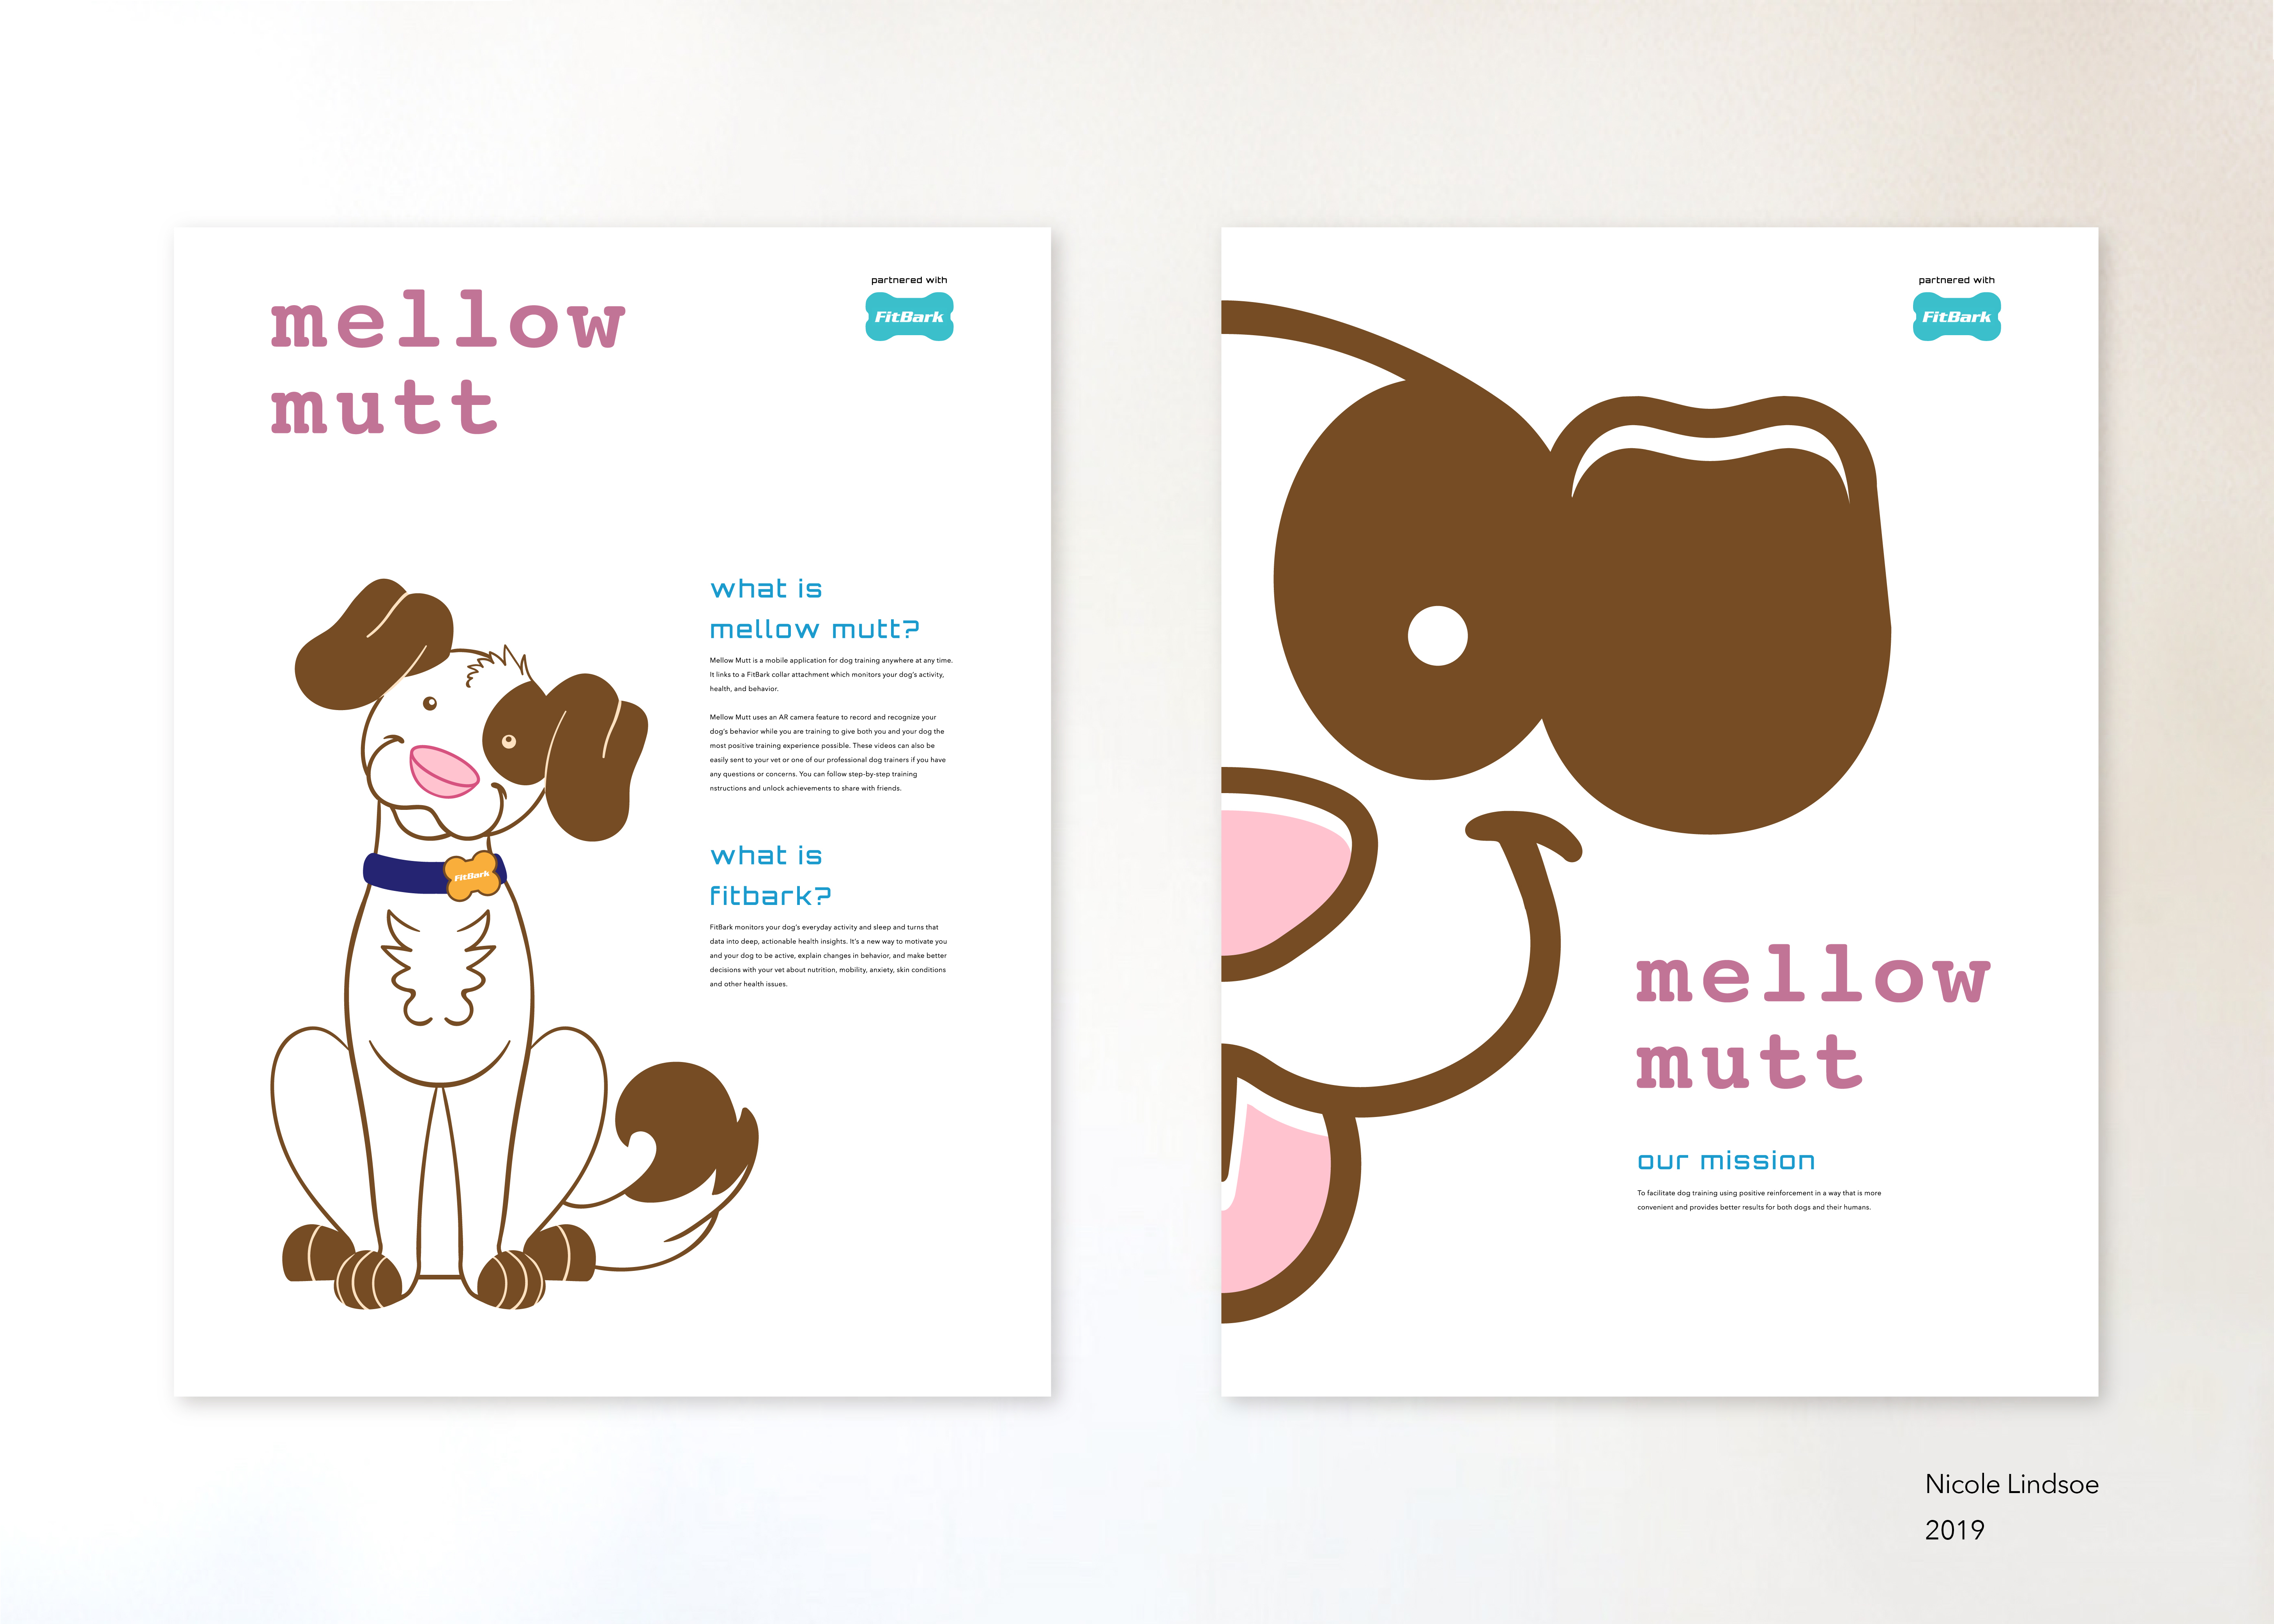 mellow
mutt
partnered with
FitBark
what is
mellow mutt?
Mellow Mutt is a mobile application for dog training anywhere at any time.
It links to a FitBark collar attachment which monitors your dog's activity,
health, and behavior.
Mellow Mutt uses an AR camera feature to record and recognize your
dog's behavior while you are training to give both you and your dog the
most positive training experience possible. These videos can also be
easily sent to your vet or one of our professional dog trainers if you have
any questions or concerns. You can follow step-by-step training
nstructions and unlock achievements to share with friends.
FitBark
what is
fitbark?
FitBark monitors your dog's everyday activity and sleep and turns that
data into deep, actionable health insights. It's a new way to motivate you
and your dog to be active, explain changes in behavior, and make better
decisions with your vet about nutrition, mobility, anxiety, skin conditions
and other health issues.
partnered with
FitBark
mellow
mutt
our mission
To facilitate dog training using positive reinforcement in a way that is more
convenient and provides better results for both dogs and their humans.
Nicole Lindsoe
2019